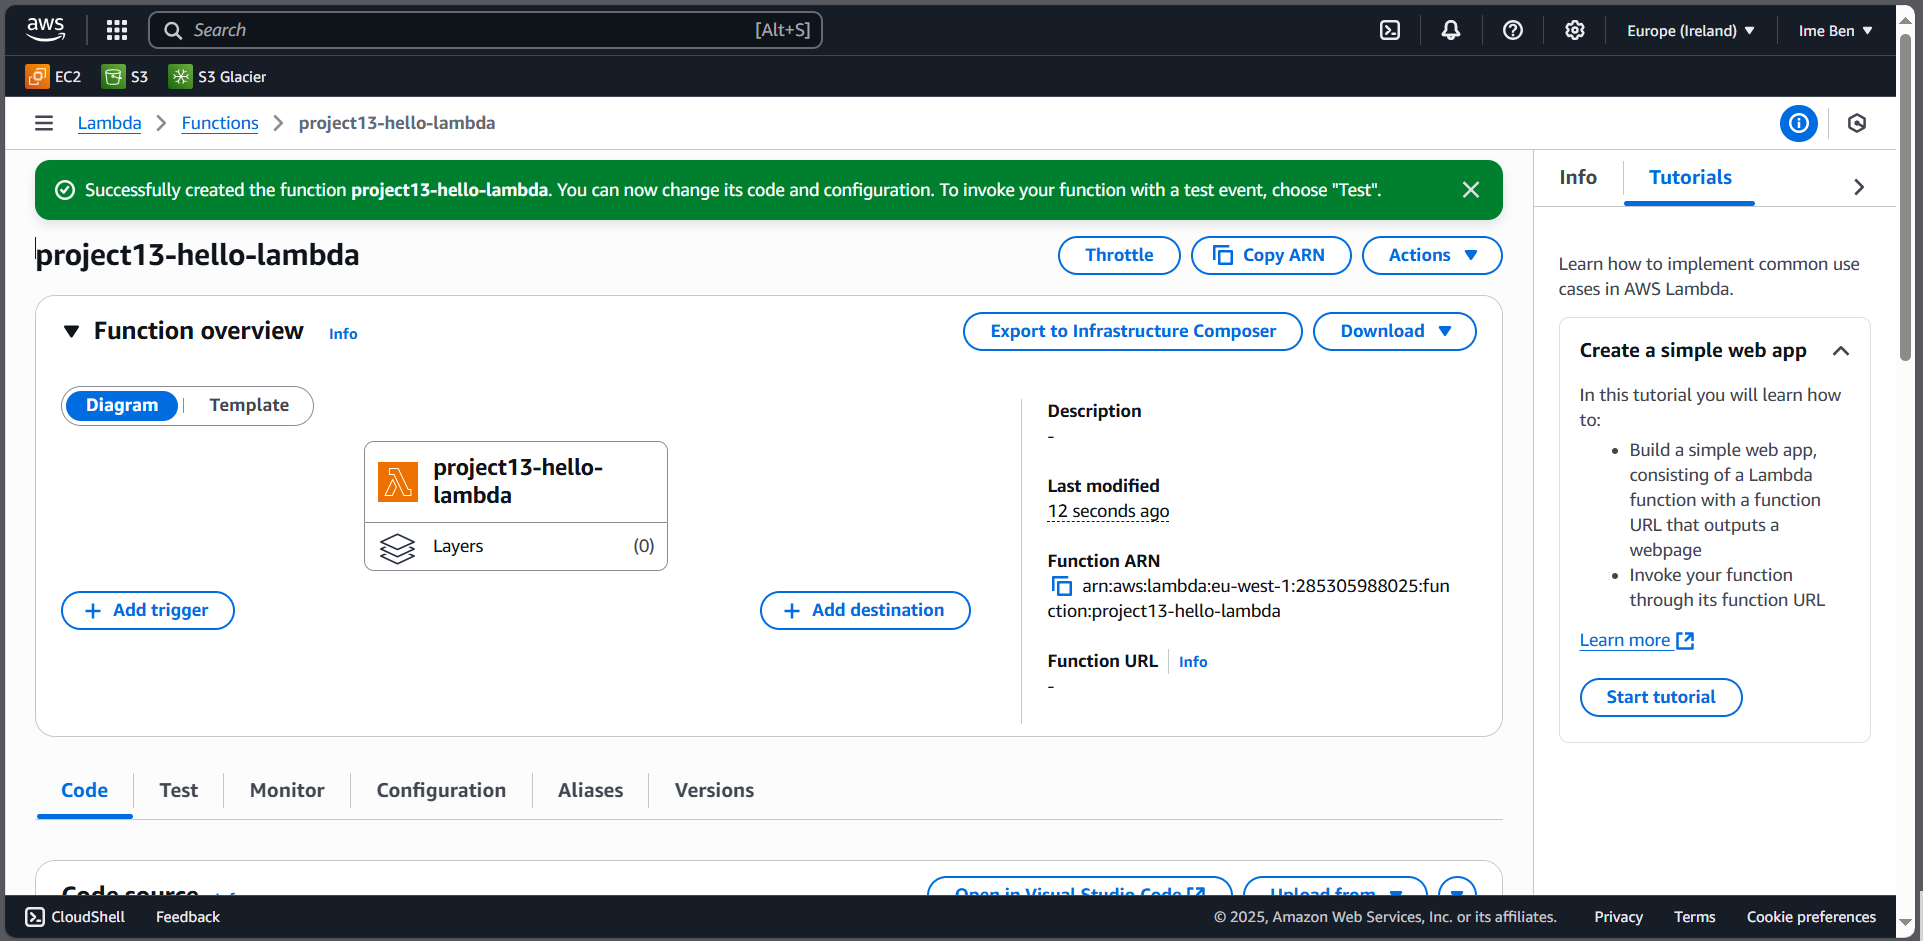 aws
Search [Alt+S]
Europe (Ireland) Ime Ben
EC2 S3 S3 Glacier
Lambda Functions project13-hello-lambda
Successfully created the function project13-hello-lambda. You can now change its code and configuration. To invoke your function with a test event, choose "Test".
project13-hello-lambda
Throttle Copy ARN Actions
Function overview Info
Export to Infrastructure Composer Download
Diagram Template
project13-hello-
lambda
Layers (0)
+ Add trigger
+ Add destination
Description
-
Last modified
12 seconds ago
Function ARN
arn:aws:lambda:eu-west-1:285305988025:fun
ction:project13-hello-lambda
Function URL Info
-
Code Test Monitor Configuration Aliases Versions
Code source Info
Open in Visual Studio Code Upload from
Info Tutorials
Learn how to implement common use
cases in AWS Lambda.
Create a simple web app
In this tutorial you will learn how
to:
• Build a simple web app,
consisting of a Lambda
function with a function
URL that outputs a
webpage
• Invoke your function
through its function URL
Learn more
Start tutorial
CloudShell Feedback
© 2025, Amazon Web Services, Inc. or its affiliates. Privacy Terms Cookie preferences